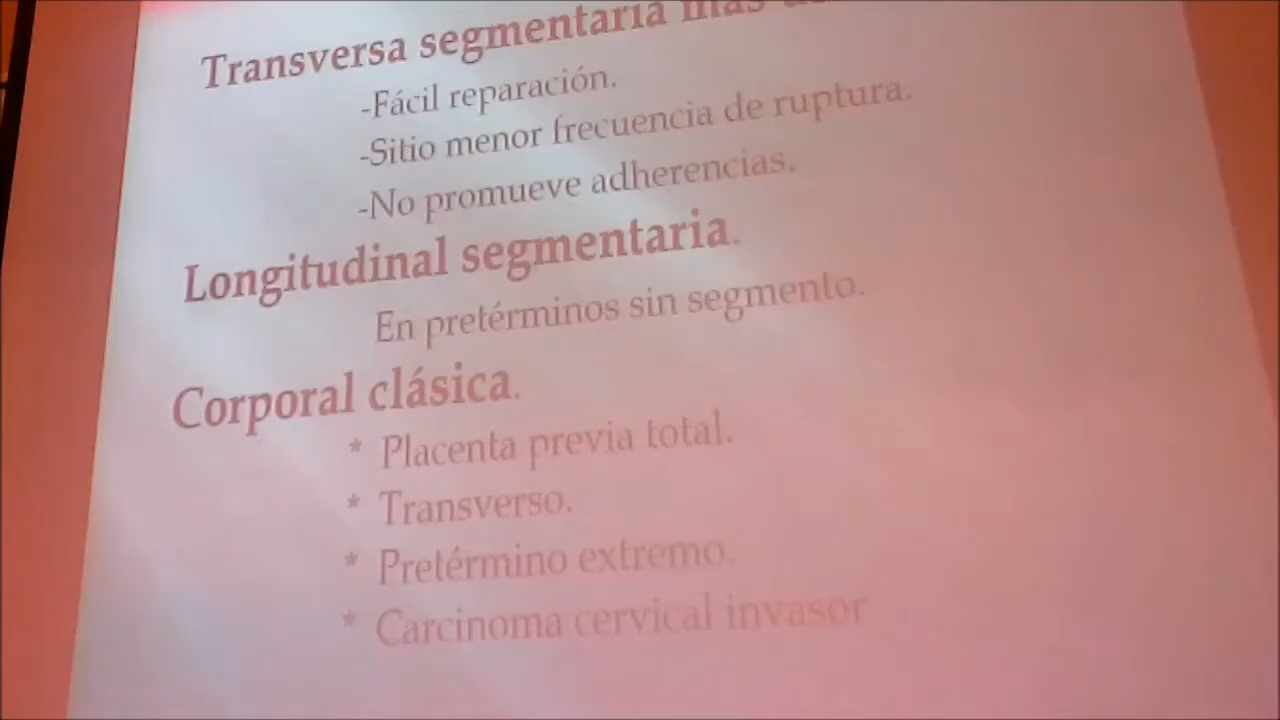 Transversa segmentaria más
-Fácil reparación.
-Sitio menor frecuencia de ruptura.
-No promueve adherencias.
Longitudinal segmentaria.
En pretérminos sin segmento.
Corporal clásica.
* Placenta previa total.
* Transverso.
* Pretérmino extremo.
* Carcinoma cervical invasor